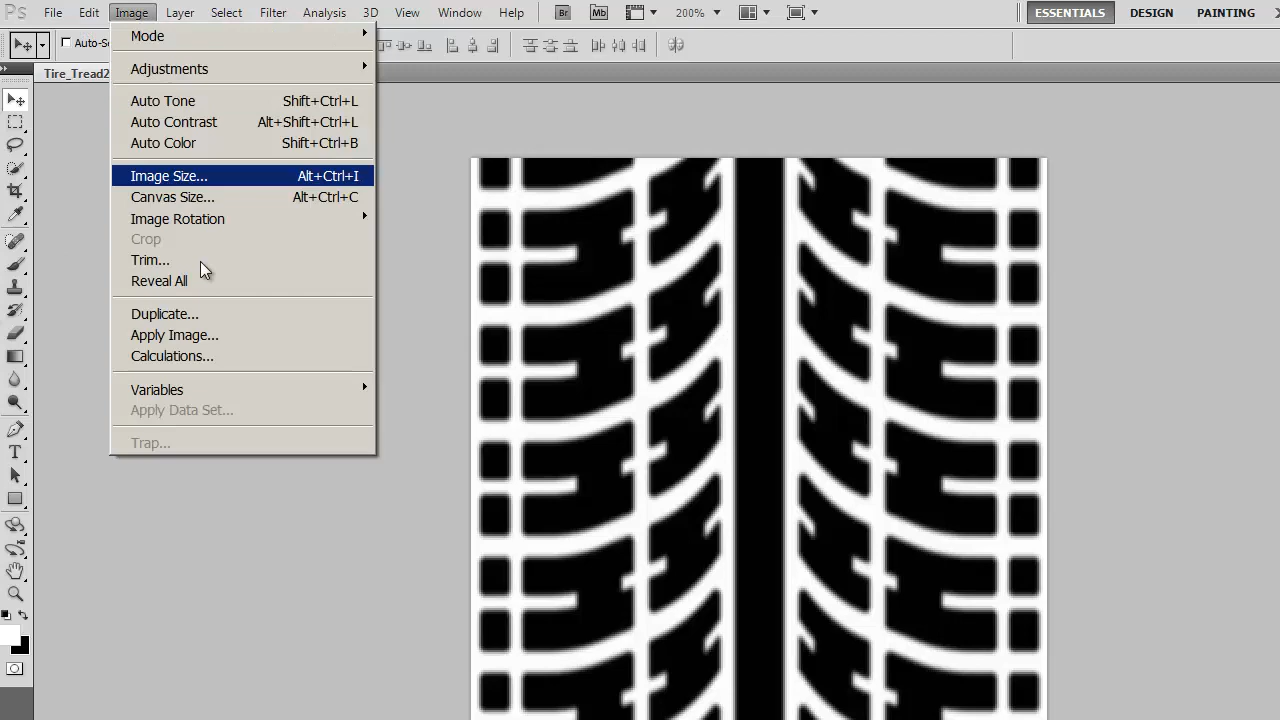 Ps File Edit Image Layer Select Filter Analysis 3D View Window Help Br Mb 200% ESSENTIALS DESIGN PAINTING
Auto-Se
Tire_Tread2
Mode
Adjustments
Auto Tone Shift+Ctrl+L
Auto Contrast Alt+Shift+Ctrl+L
Auto Color Shift+Ctrl+B
Image Size... Alt+Ctrl+I
Canvas Size... Alt+Ctrl+C
Image Rotation
Crop
Trim...
Reveal All
Duplicate...
Apply Image...
Calculations...
Variables
Apply Data Set...
Trap...
T